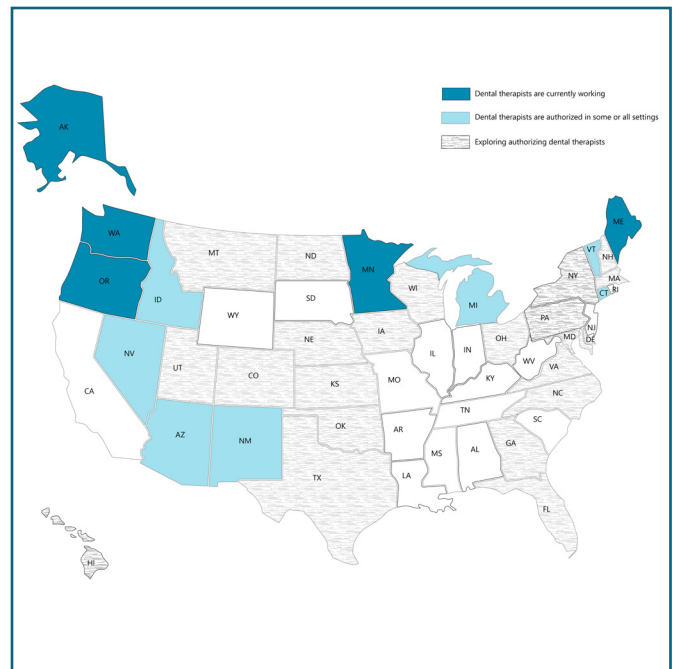 Dental therapists are currently working
Dental therapists are authorized in some or all settings
Exploring authorizing dental therapists
AK
WA
OR
ID
MT
ND
MN
SD
WY
WI
MI
NY
VT
NH
ME
MA
CT
RI
NV
UT
CO
NE
IA
KS
IL
IN
OH
PA
NJ
MD
DE
WV
VA
KY
MO
CA
AZ
NM
OK
AR
TN
NC
SC
TX
LA
MS
AL
GA
FL
HI